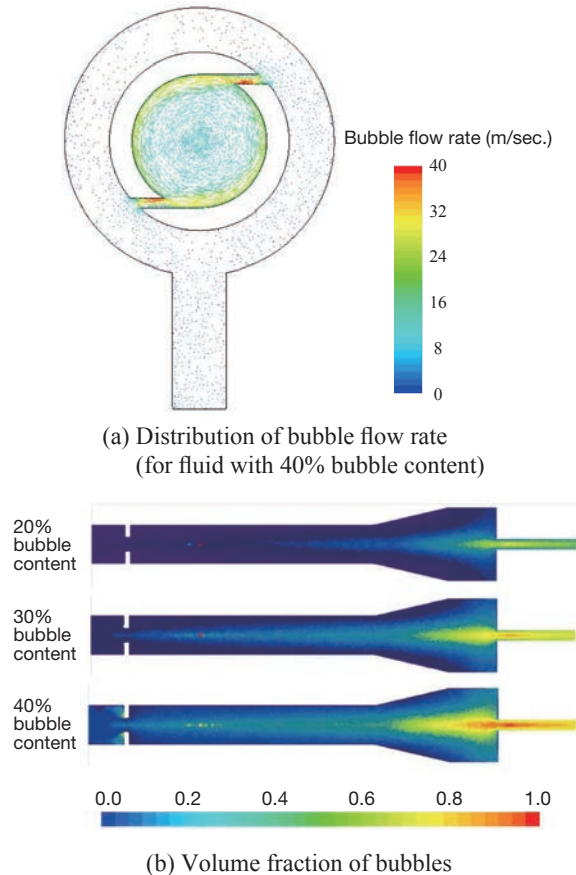 Bubble flow rate (m/sec.)
40
32
24
16
8
0
(a) Distribution of bubble flow rate
(for fluid with 40% bubble content)
20%
bubble
content
30%
bubble
content
40%
bubble
content
0.0 0.2 0.4 0.6 0.8 1.0
(b) Volume fraction of bubbles